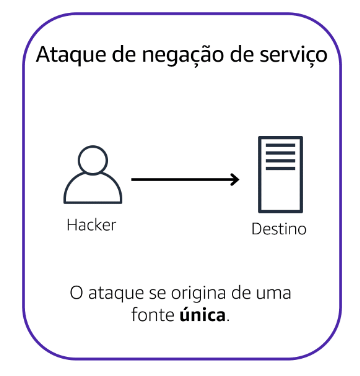 Ataque de negação de serviço
Hacker
Destino
O ataque se origina de uma
fonte única.